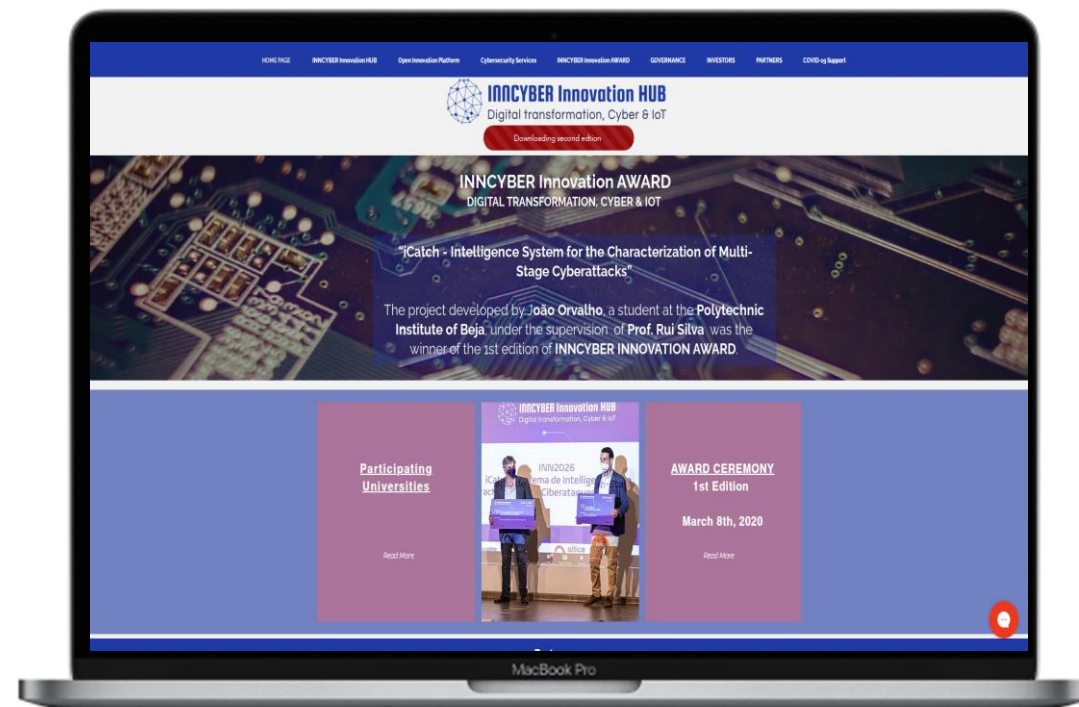 HOME PAGE INNCYBER Innovation HUB Open Innovation Platform Cybersecurity Services INNCYBER Innovation AWARD GOVERNANCE INVESTORS PARTNERS COVID-19 Support
INNCYBER Innovation HUB
Digital transformation, Cyber & IoT
Downloading second edtion
INNCYBER Innovation AWARD
DIGITAL TRANSFORMATION, CYBER & IOT
"iCatch - Intelligence System for the Characterization of Multi-
Stage Cyberattacks"
The project developed by João Orvalho, a student at the Polytechnic
Institute of Beja, under the supervision of Prof. Rui Silva was the
winner of the 1st edition of INNCYBER INNOVATION AWARD.
Participating
Universities
Read More
INNCYBER Innovation HUB
Digital transformation, Cyber & IoT
INN2026
Ciberataqu
altice
AWARD CEREMONY
1st Edition
March 8th, 2020
Read More
MacBook Pro